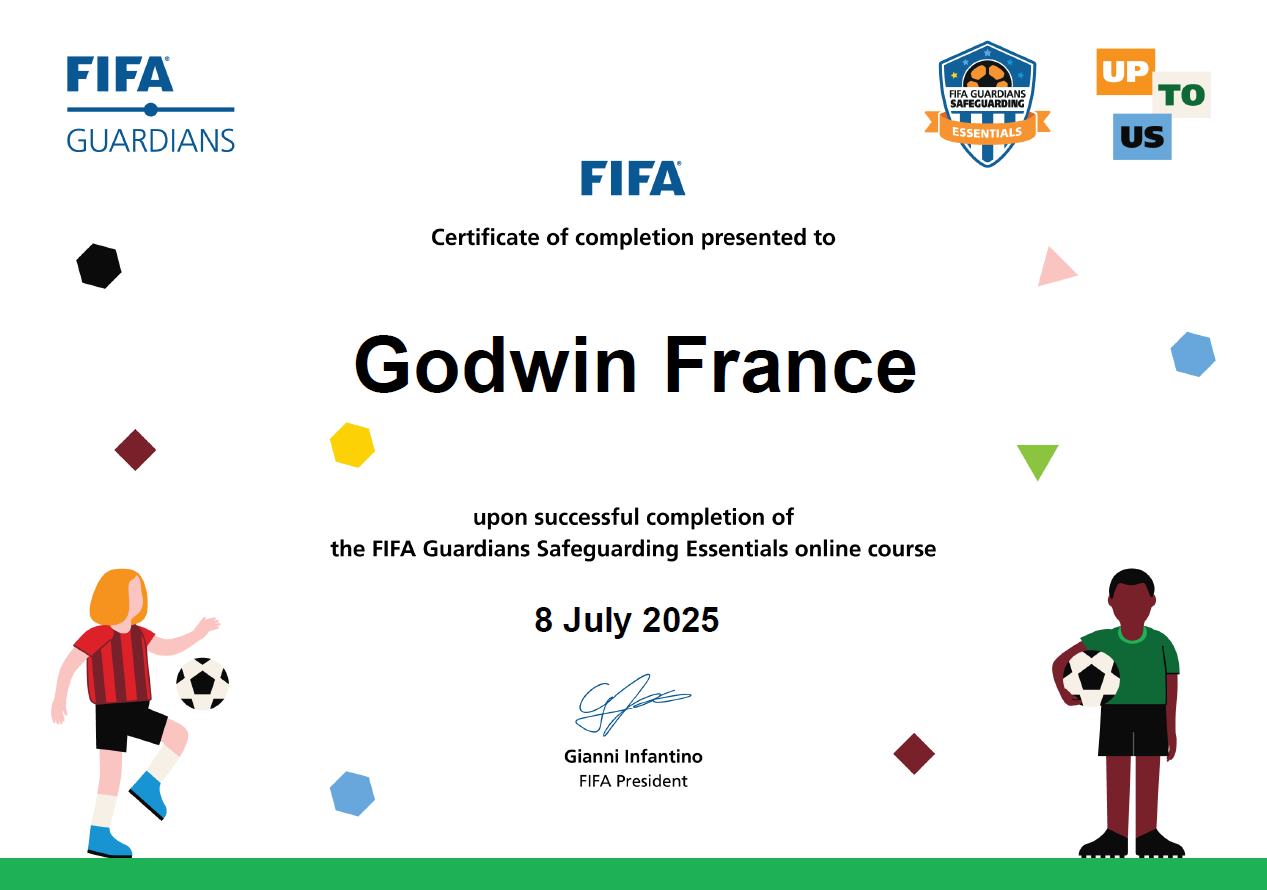 FIFA
GUARDIANS
FIFA GUARDIANS
SAFEGUARDING
ESSENTIALS
UP
TO
US
FIFA
Certificate of completion presented to
Godwin France
upon successful completion of
the FIFA Guardians Safeguarding Essentials online course
8 July 2025
Gianni Infantino
FIFA President